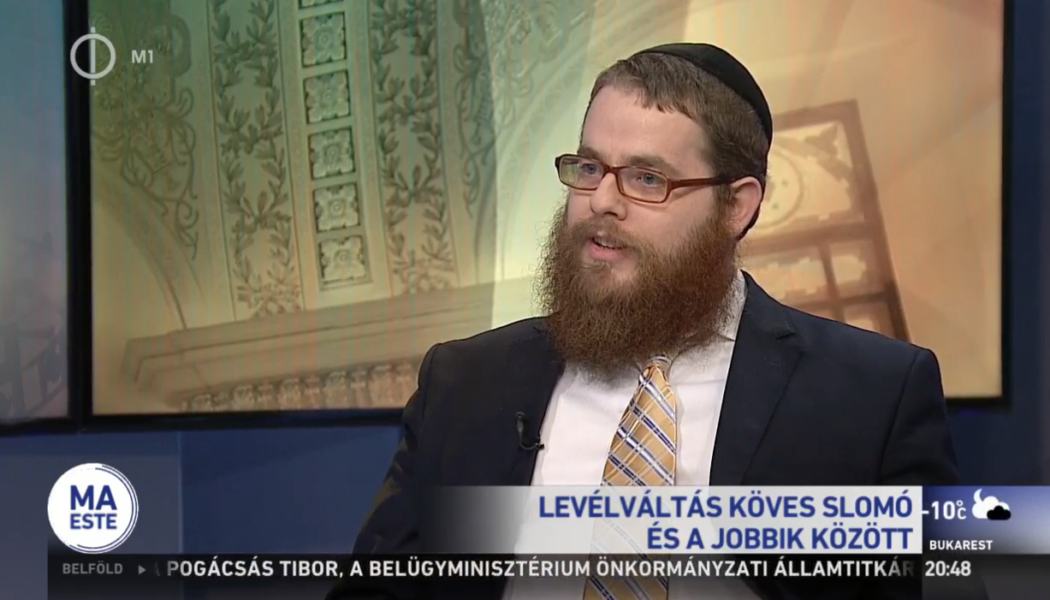 M1
MA
ESTE
LEVÉLVÁLTÁS KÖVES SLOMÓ
ÉS A JOBBIK KÖZÖTT
-10°C
BUKAREST
BELFÖLD
POGÁCSÁS TIBOR, A BELÜGYMINISZTÉRIUM ÖNKORMÁNYZATI ÁLLAMTITKÁR
20:48